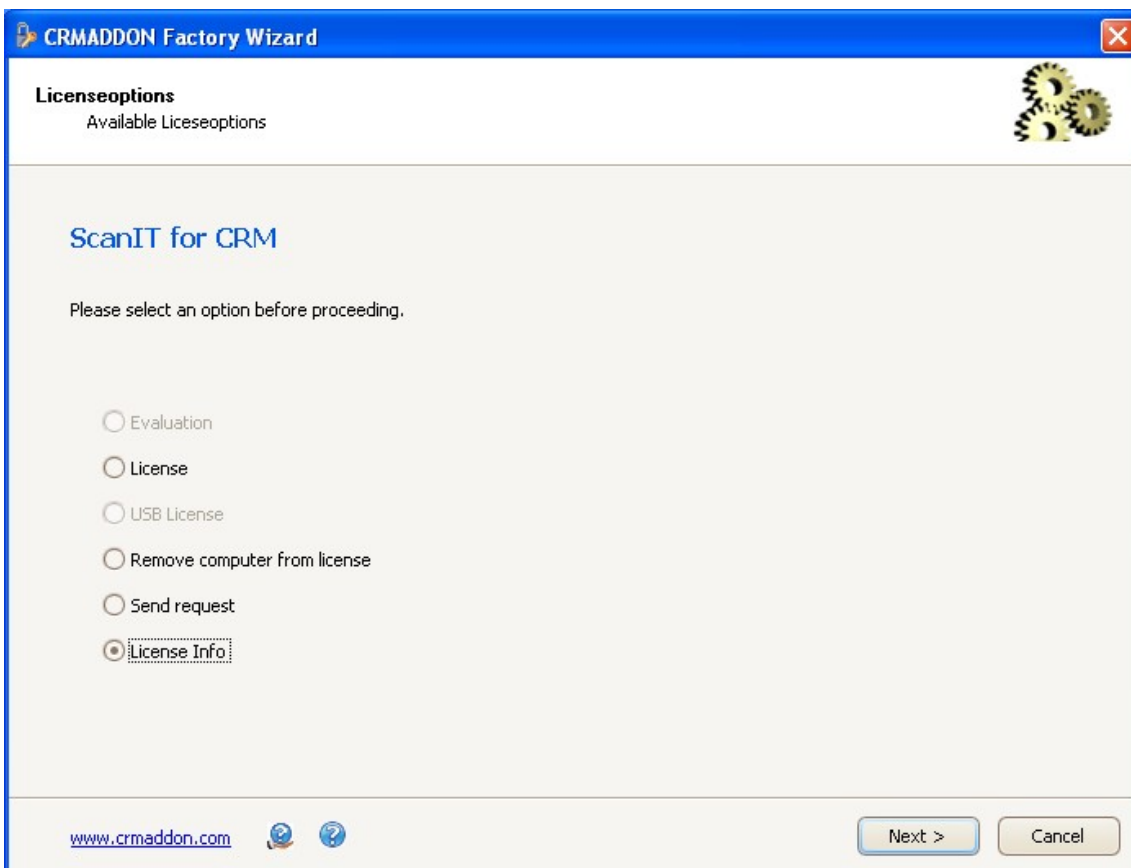 CRMADDON Factory Wizard
Licenseoptions
Available Liceseoptions
ScanIT for CRM
Please select an option before proceeding.
Evaluation
License
USB License
Remove computer from license
Send request
License Info
www.crmaddon.com
Next >
Cancel